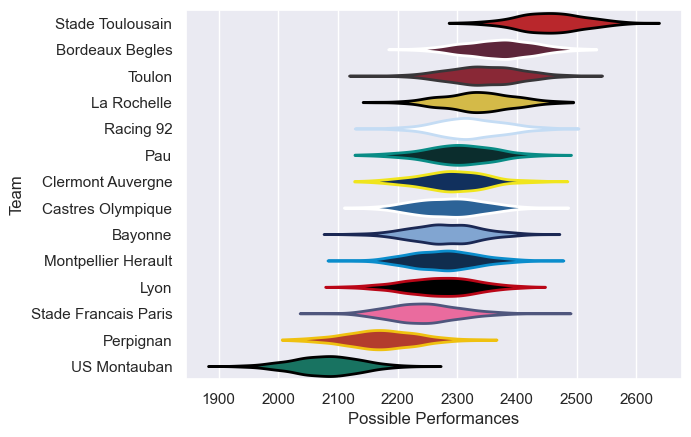 Stade Toulousain
Bordeaux Begles
Toulon
La Rochelle
Racing 92
Pau
Clermont Auvergne
Castres Olympique
Bayonne
Montpellier Herault
Lyon
Stade Francais Paris
Perpignan
US Montauban
Team
1900 2000 2100 2200 2300 2400 2500 2600
Possible Performances